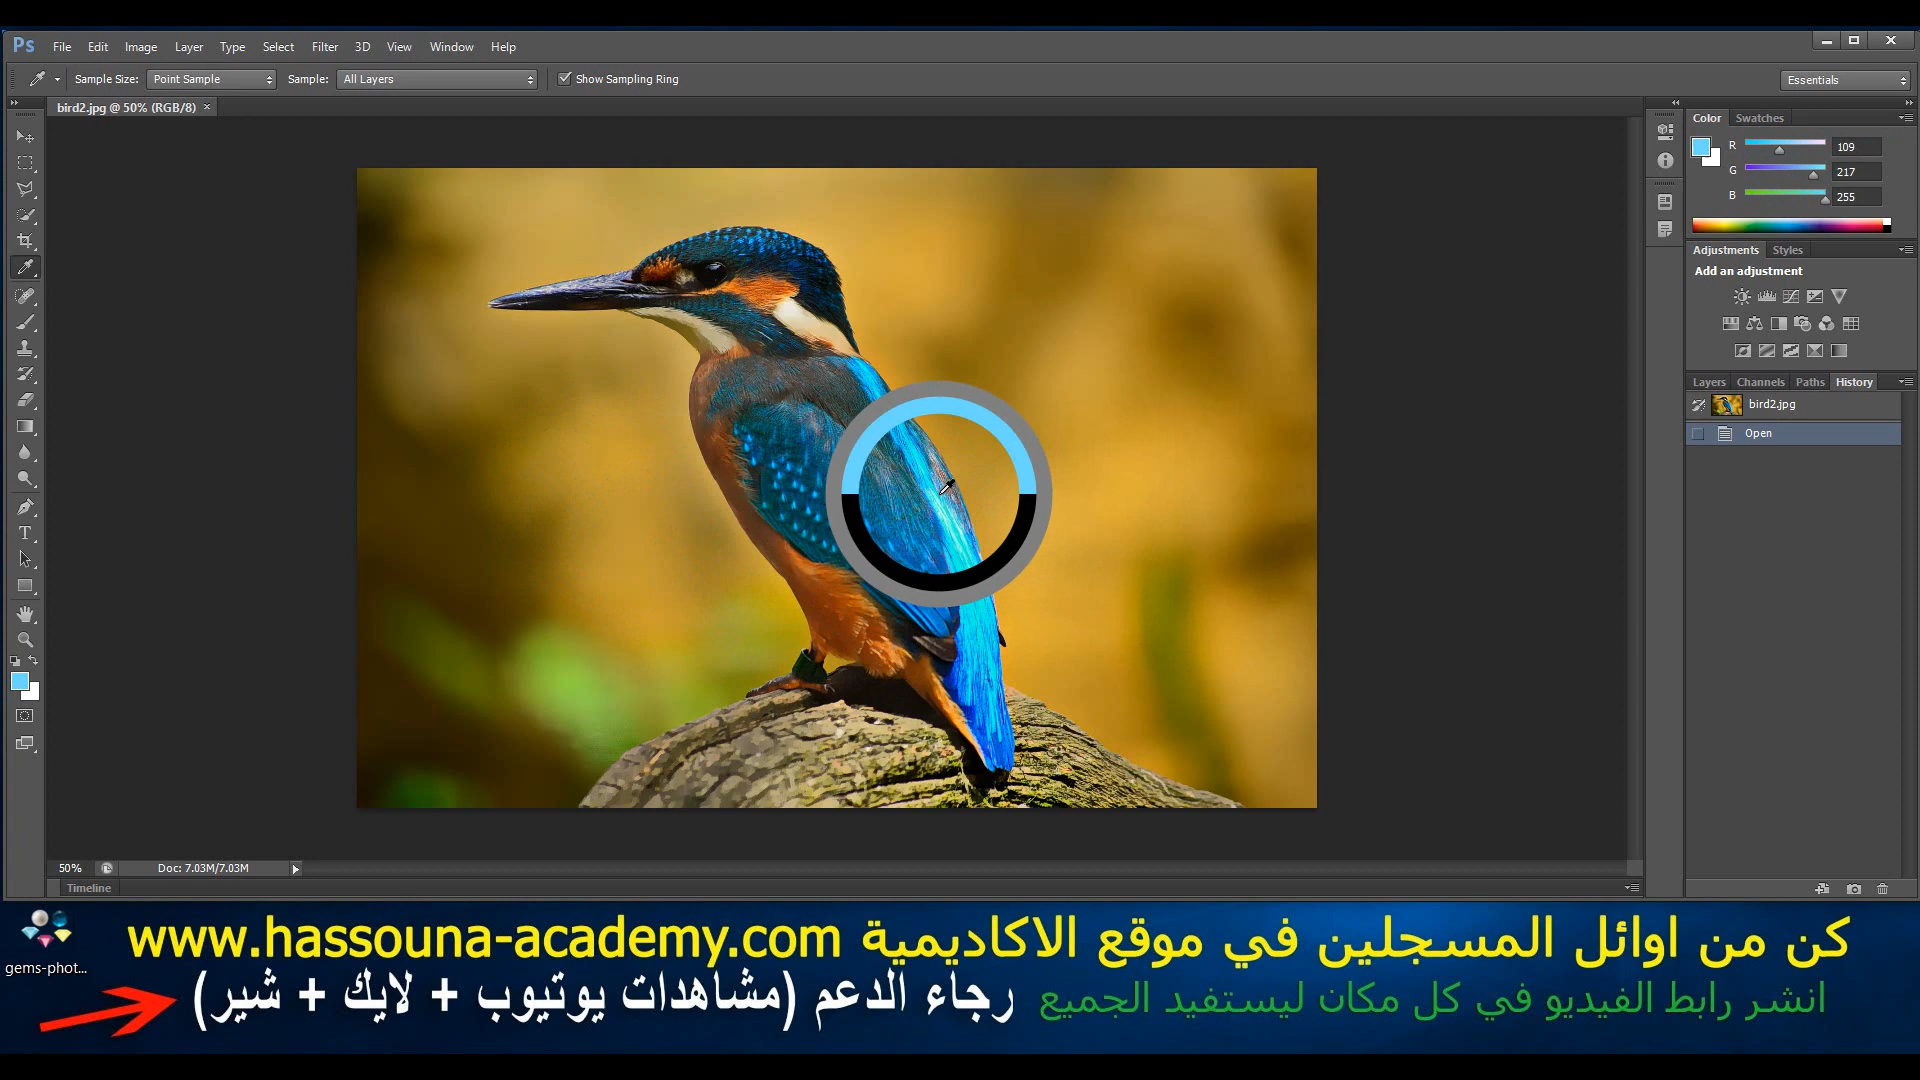 Ps File Edit Image Layer Type Select Filter 3D View Window Help
Sample Size: Point Sample Sample: All Layers Show Sampling Ring Essentials
bird2.jpg @ 50% (RGB/8) ×
Color Swatches
R 109
G 217
B 255
Adjustments Styles
Add an adjustment
Layers Channels Paths History
bird2.jpg
Open
50% Doc: 7.03M/7.03M
Timeline
كن من اوائل المسجلين في موقع الاكاديمية www.hassouna-academy.com
gems-phot...
انشر رابط الفيديو في كل مكان ليستفيد الجميع
رجاء الدعم (مشاهدات يوتيوب + لايك + شير)